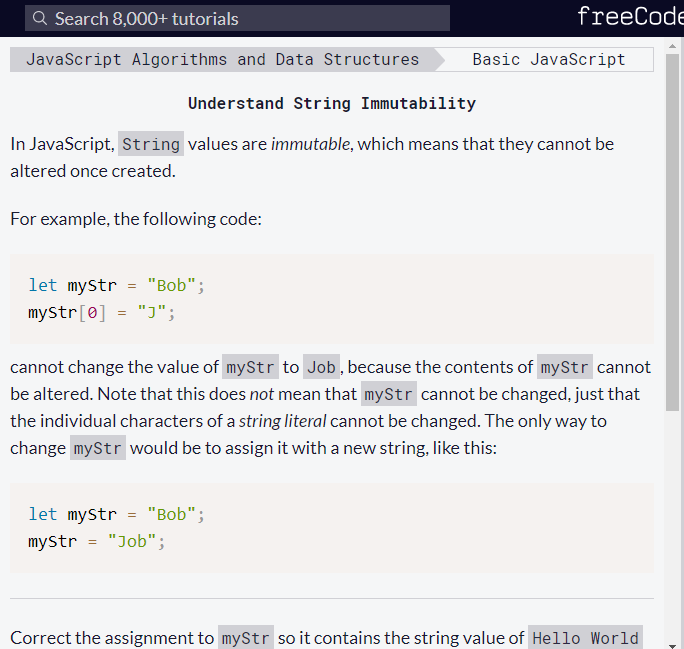 Search 8,000+ tutorials
freeCode
JavaScript Algorithms and Data Structures
Basic JavaScript
Understand String Immutability
In JavaScript, String values are immutable, which means that they cannot be
altered once created.
For example, the following code:
let myStr = "Bob";
myStr[0] = "J";
cannot change the value of myStr to Job, because the contents of myStr cannot
be altered. Note that this does not mean that myStr cannot be changed, just that
the individual characters of a string literal cannot be changed. The only way to
change myStr would be to assign it with a new string, like this:
let myStr = "Bob";
myStr = "Job";
Correct the assignment to myStr so it contains the string value of Hello World